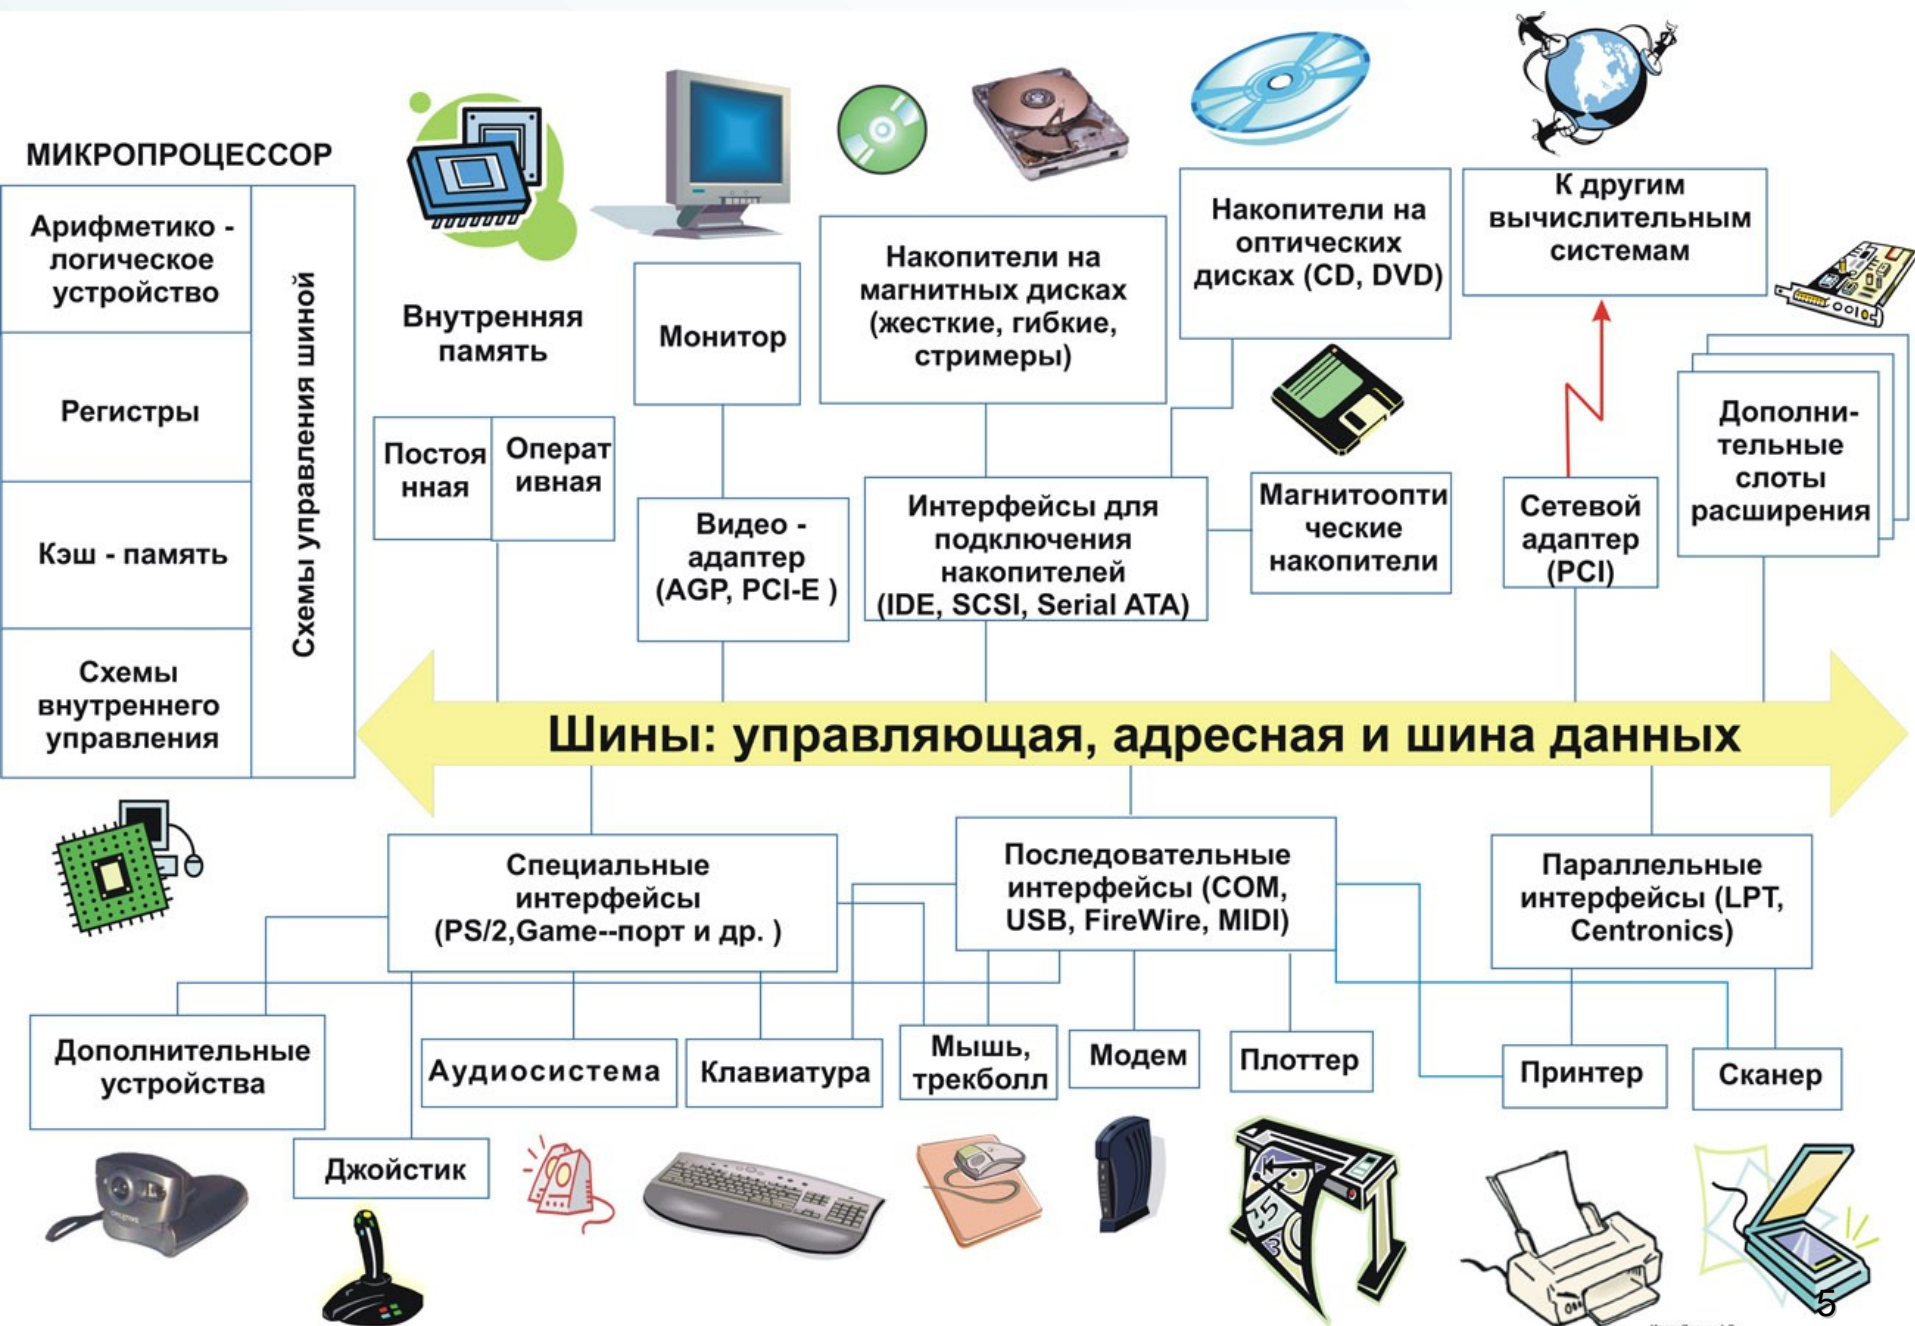 МИКРОПРОЦЕССОР
Арифметико -
логическое
устройство
Регистры
Кэш - память
Схемы
внутреннего
управления
Схемы управления шиной
Внутренняя
память
Постоя
нная
Операт
ивная
Монитор
Видео -
адаптер
(AGP, PCI-E )
Накопители на
магнитных дисках
(жесткие, гибкие,
стримеры)
Накопители на
оптических
дисках (CD, DVD)
Интерфейсы для
подключения
накопителей
(IDE, SCSI, Serial ATA)
Магнитоопти
ческие
накопители
К другим
вычислительным
системам
Сетевой
адаптер
(PCI)
Дополни-
тельные
слоты
расширения
Шины: управляющая, адресная и шина данных
Специальные
интерфейсы
(PS/2,Game--порт и др. )
Последовательные
интерфейсы (COM,
USB, FireWire, MIDI)
Параллельные
интерфейсы (LPT,
Centronics)
Дополнительные
устройства
Джойстик
Аудиосистема
Клавиатура
Мышь,
трекболл
Модем
Плоттер
Принтер
Сканер
5